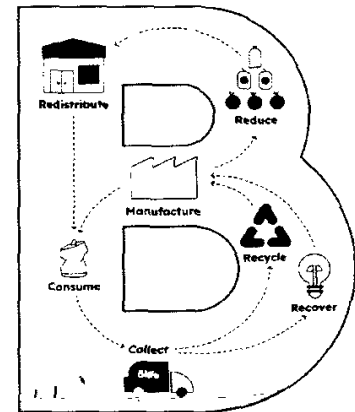 Redistribute
Reduce
Manufacture
Consume
Recycle
Recover
Collect